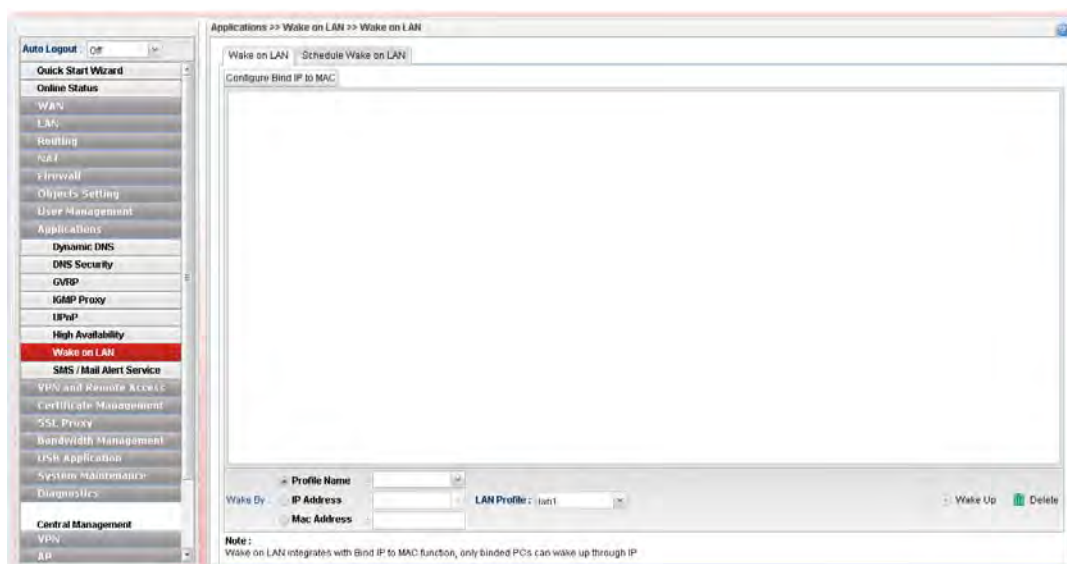 Applications >> Wake on LAN >> Wake on LAN
Auto Logout : Off
Quick Start Wizard
Online Status
WAN
LAN
Routing
NAT
Firewall
Objects Setting
User Management
Applications
Dynamic DNS
DNS Security
GVRP
IGMP Proxy
UPnP
High Availability
Wake on LAN
SMS / Mail Alert Service
VPN and Remote Access
Certificate Management
SSL Proxy
Bandwidth Management
USB Application
System Maintenance
Diagnostics
Central Management
VPN
AP
Wake on LAN Schedule Wake on LAN
Configure Bind IP to MAC
Profile Name
Wake By : IP Address LAN Profile : lan1 Wake Up Delete
Mac Address
Note :
Wake on LAN integrates with Bind IP to MAC function, only binded PCs can wake up through IP